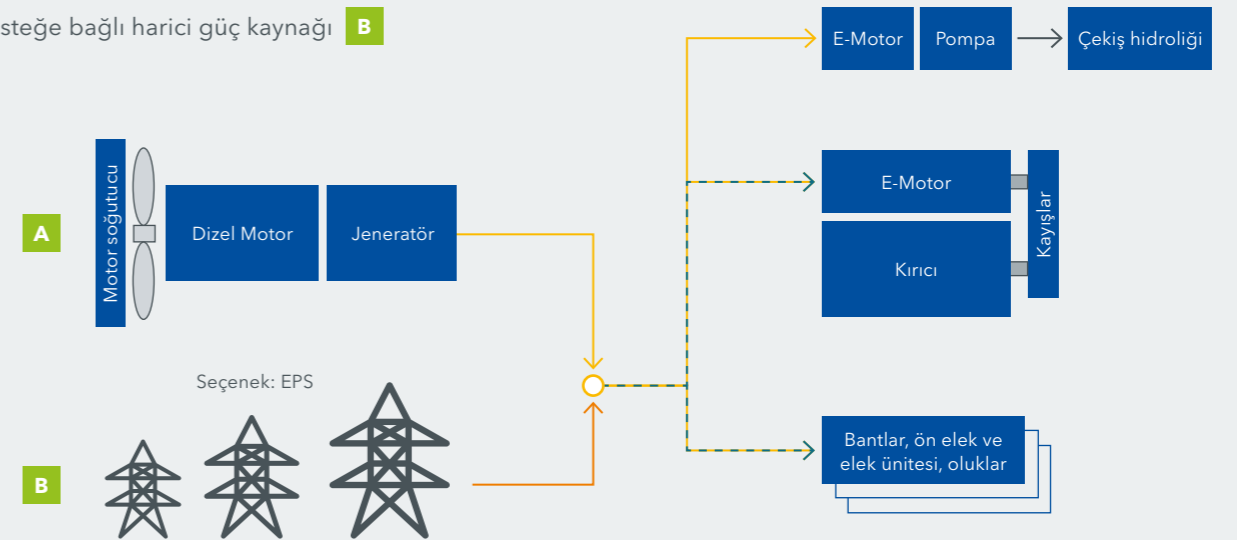 steğe bağlı harici güç kaynağı B
E-Motor
Pompa
Çekiş hidroliği
A
Motor soğutucu
Dizel Motor
Jeneratör
E-Motor
Kırıcı
Kayışlar
Seçenek: EPS
B
Bantlar, ön elek ve
elek ünitesi, oluklar